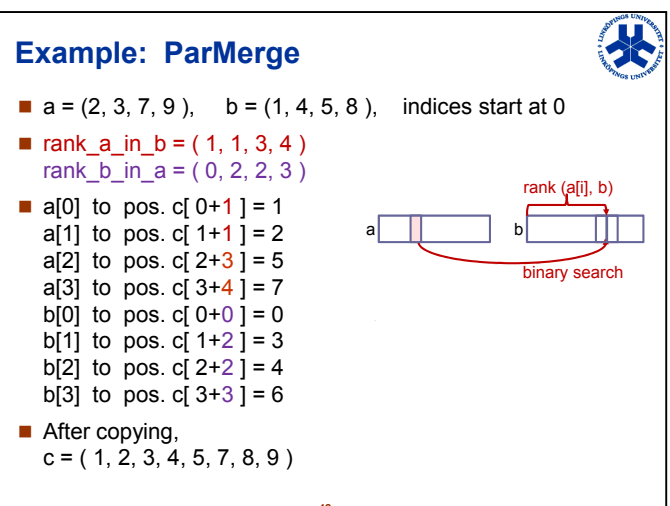 LINKÖPINGS UNIVERSITET
LINKÖPINGS UNIVERSITET
Example: ParMerge
a = (2, 3, 7, 9 ), b = (1, 4, 5, 8 ), indices start at 0
rank_a_in_b = ( 1, 1, 3, 4 )
rank_b_in_a = ( 0, 2, 2, 3 )
a[0] to pos. c[ 0+1 ] = 1
a[1] to pos. c[ 1+1 ] = 2
a[2] to pos. c[ 2+3 ] = 5
a[3] to pos. c[ 3+4 ] = 7
b[0] to pos. c[ 0+0 ] = 0
b[1] to pos. c[ 1+2 ] = 3
b[2] to pos. c[ 2+2 ] = 4
b[3] to pos. c[ 3+3 ] = 6
rank (a[i], b)
a
b
binary search
After copying,
c = ( 1, 2, 3, 4, 5, 7, 8, 9 )